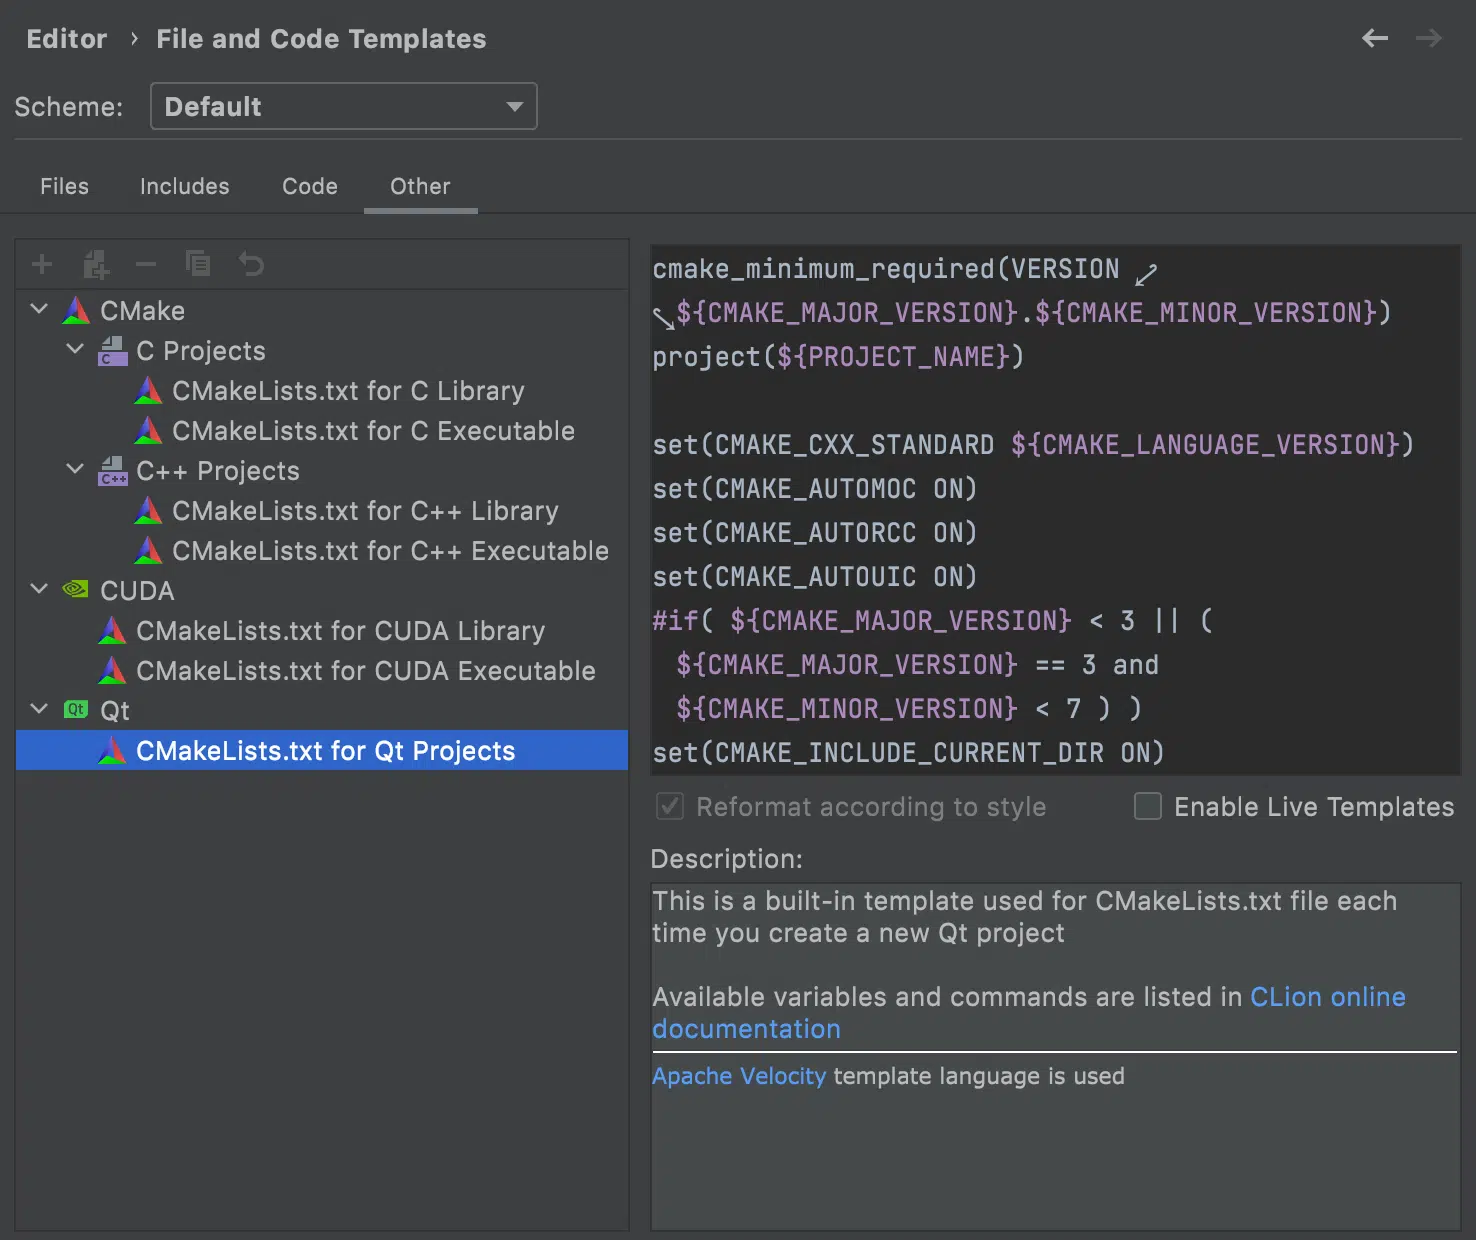 Editor › File and Code Templates
Scheme: Default
Files Includes Code Other
CMake
C Projects
CMakeLists.txt for C Library
CMakeLists.txt for C Executable
C++ Projects
CMakeLists.txt for C++ Library
CMakeLists.txt for C++ Executable
CUDA
CMakeLists.txt for CUDA Library
CMakeLists.txt for CUDA Executable
Qt Qt
CMakeLists.txt for Qt Projects
cmake_minimum_required(VERSION
${CMAKE_MAJOR_VERSION}.${CMAKE_MINOR_VERSION})
project(${PROJECT_NAME})
set(CMAKE_CXX_STANDARD ${CMAKE_LANGUAGE_VERSION})
set(CMAKE_AUTOMOC ON)
set(CMAKE_AUTORCC ON)
set(CMAKE_AUTOUIC ON)
#if( ${CMAKE_MAJOR_VERSION} < 3 || (
${CMAKE_MAJOR_VERSION} == 3 and
${CMAKE_MINOR_VERSION} < 7 ) )
set(CMAKE_INCLUDE_CURRENT_DIR ON)
Reformat according to style Enable Live Templates
Description:
This is a built-in template used for CMakeLists.txt file each
time you create a new Qt project
Available variables and commands are listed in CLion online
documentation
Apache Velocity template language is used